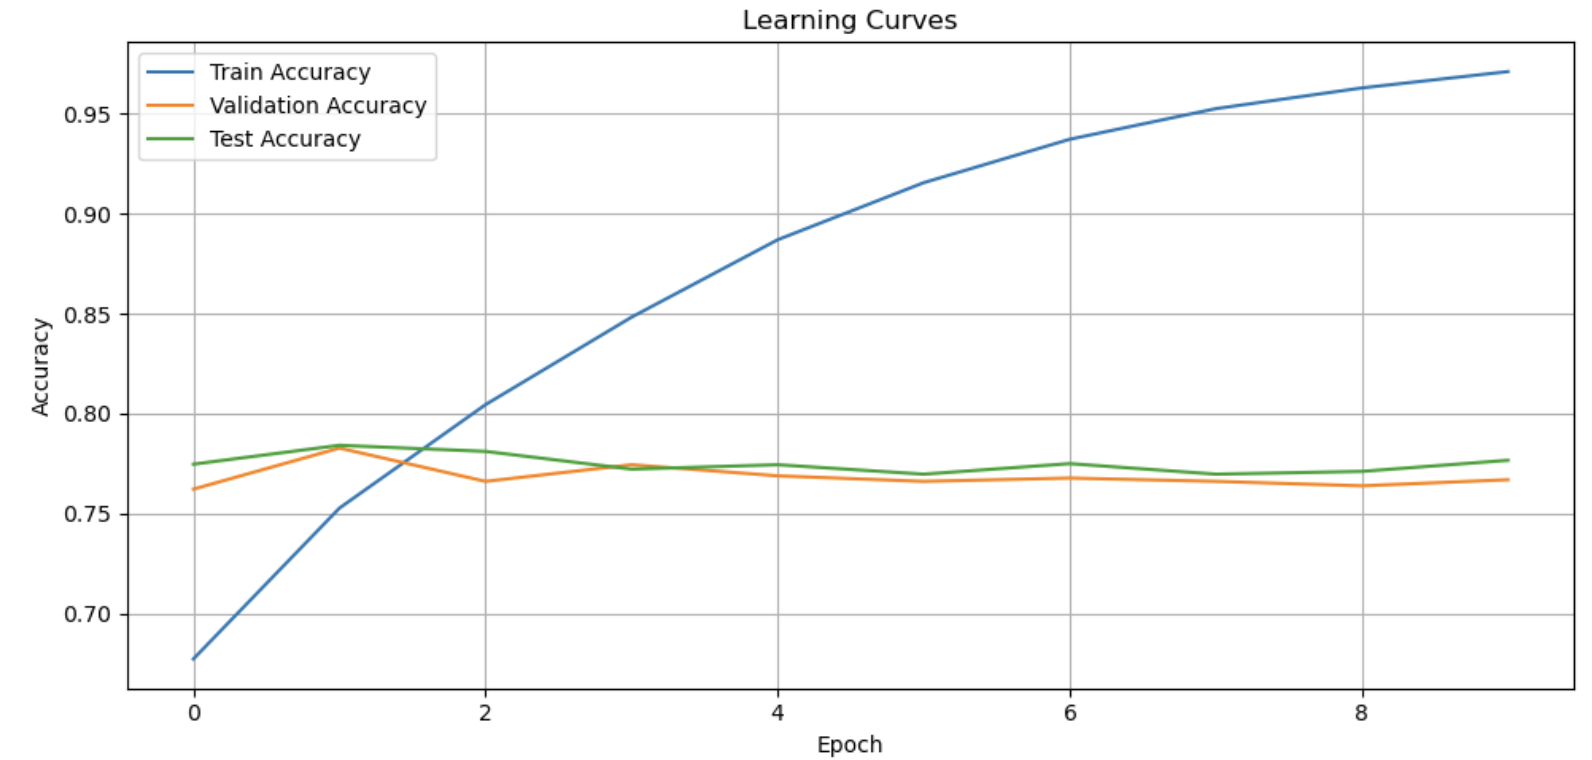 Learning Curves
Train Accuracy
Validation Accuracy
Test Accuracy
0.95
0.90
0.85
0.80
0.75
0.70
Accuracy
0 2 4 6 8
Epoch